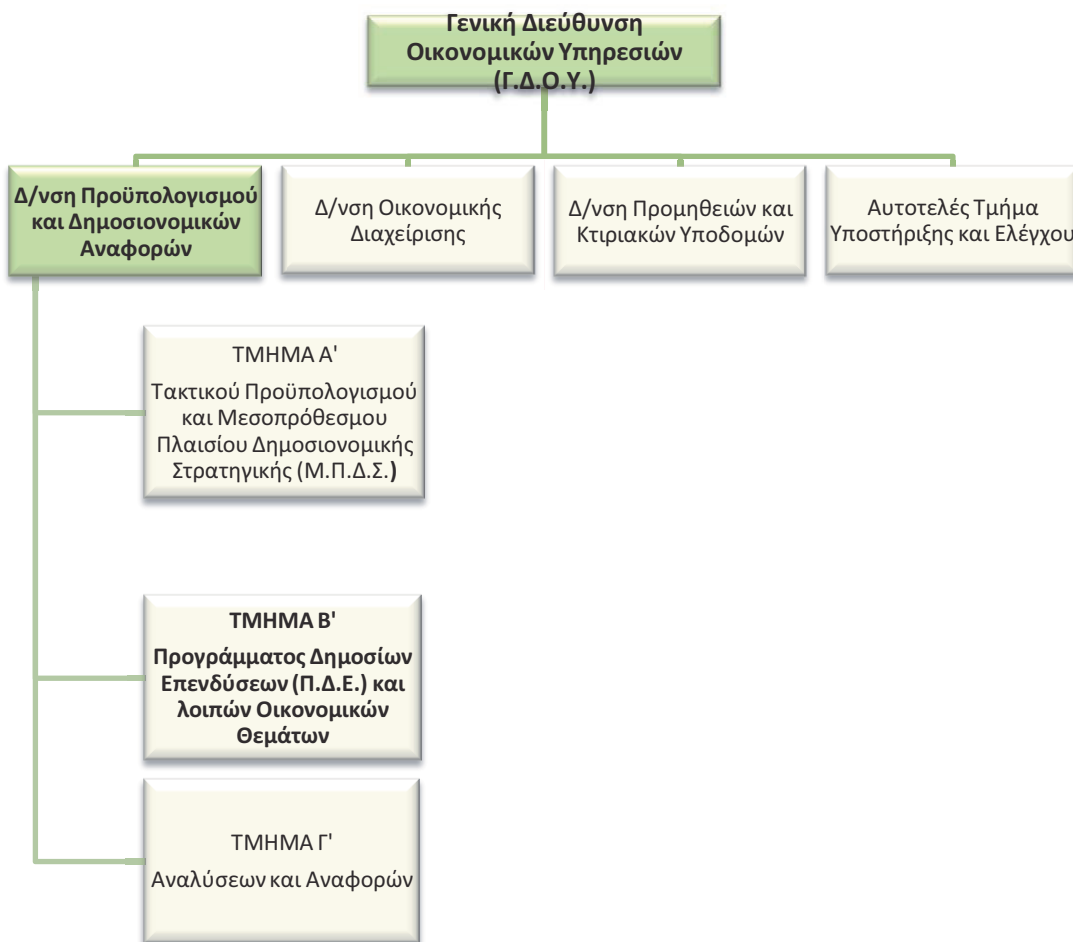 Γενική Διεύθυνση
Οικονομικών Υπηρεσιών
(Γ.Δ.Ο.Υ.)
Δ/νση Προϋπολογισμού
και Δημοσιονομικών
Αναφορών
Δ/νση Οικονομικής
Διαχείρισης
Δ/νση Προμηθειών και
Κτιριακών Υποδομών
Αυτοτελές Τμήμα
Υποστήριξης και Ελέγχου
ΤΜΗΜΑ Α'
Τακτικού Προϋπολογισμού
και Μεσοπρόθεσμου
Πλαισίου Δημοσιονομικής
Στρατηγικής (Μ.Π.Δ.Σ.)
ΤΜΗΜΑ Β'
Προγράμματος Δημοσίων
Επενδύσεων (Π.Δ.Ε.) και
λοιπών Οικονομικών
Θεμάτων
ΤΜΗΜΑ Γ'
Αναλύσεων και Αναφορών